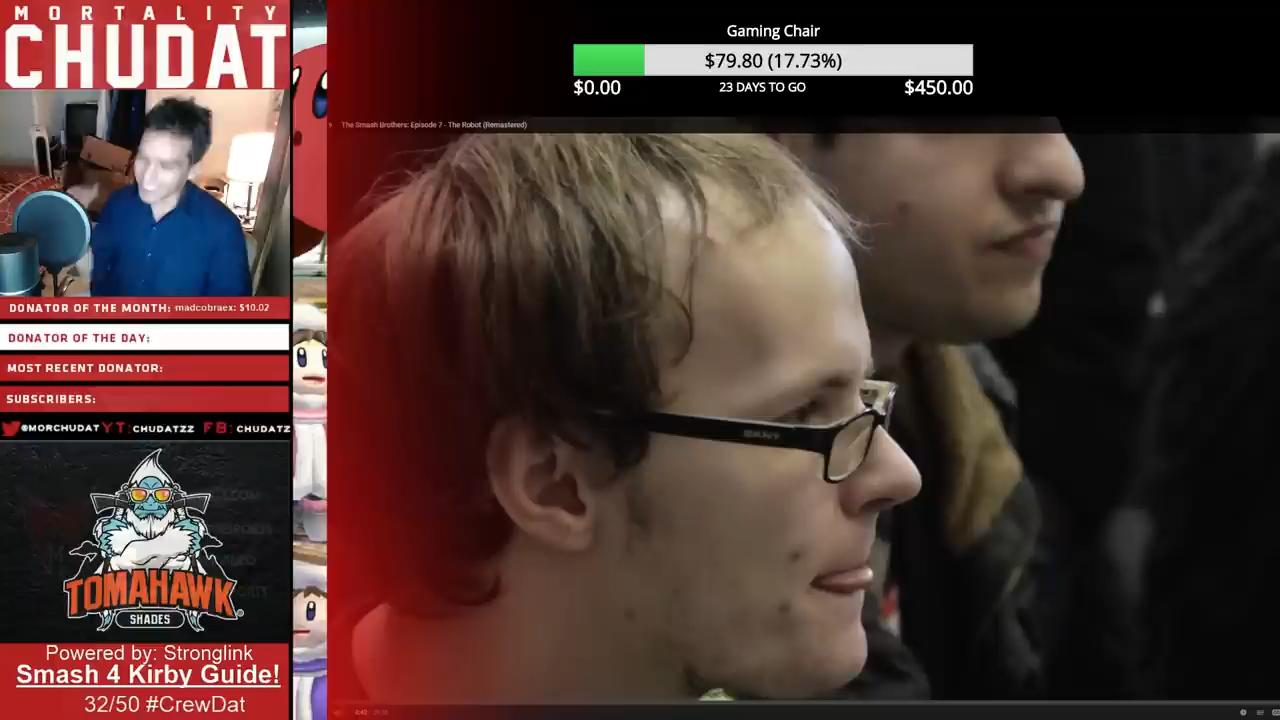 MORTALITY
CHUDAT
Gaming Chair
$79.80 (17.73%)
$0.00
23 DAYS TO GO
$450.00
The Smash Brothers: Episode 7 - The Robot (Remastered)
DONATOR OF THE MONTH: madcobraex: $10.02
DONATOR OF THE DAY:
MOST RECENT DONATOR:
SUBSCRIBERS:
@MORCHUDAT YT: CHUDATZZ FB: CHUDATZ
TOMAHAWK
SHADES
Powered by: Stronglink
Smash 4 Kirby Guide!
32/50 #CrewDat